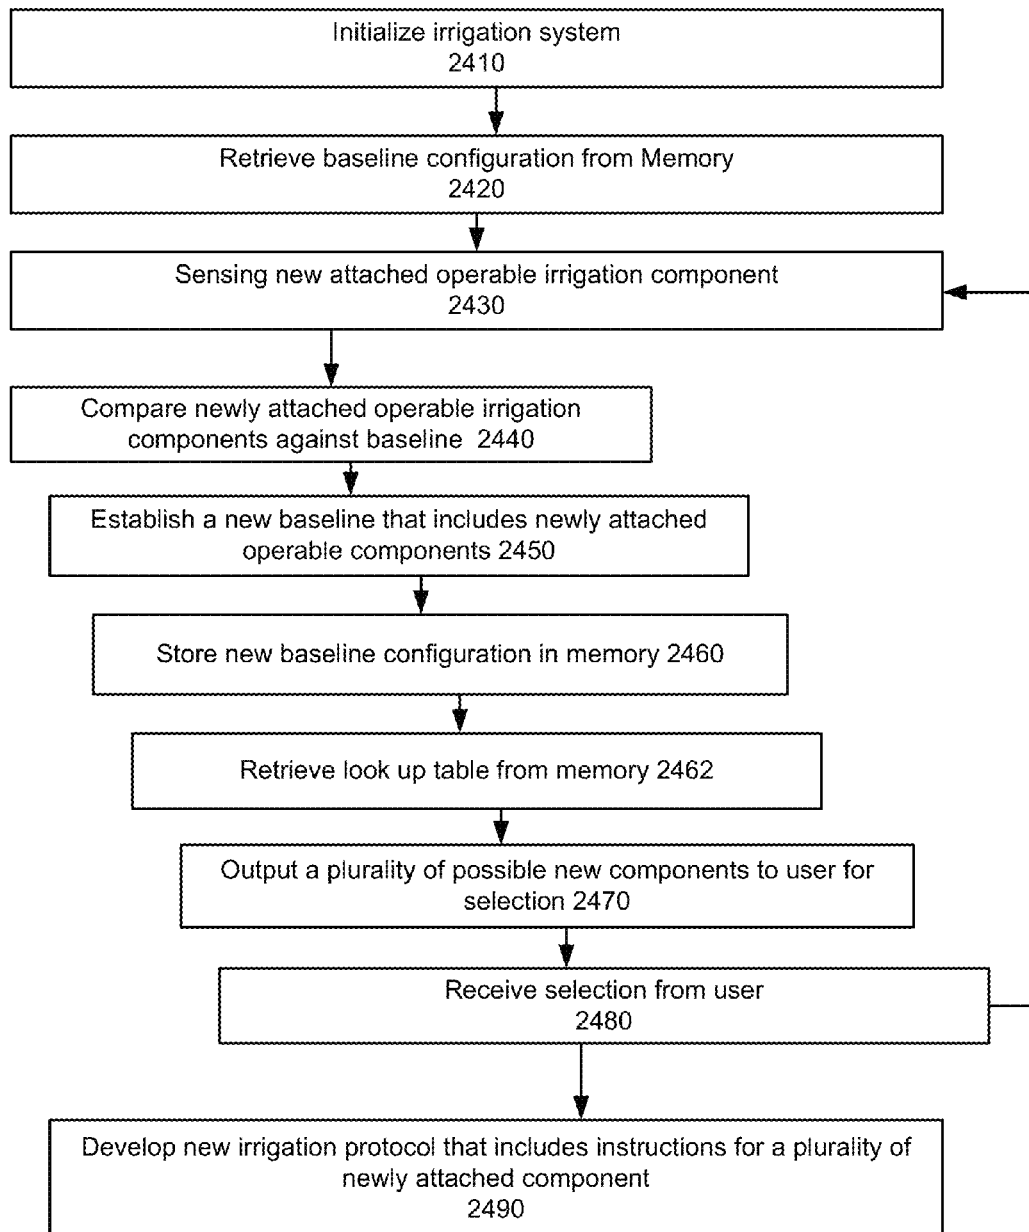 Initialize irrigation system
2410
Retrieve baseline configuration from Memory
2420
Sensing new attached operable irrigation component
2430
Compare newly attached operable irrigation
components against baseline 2440
Establish a new baseline that includes newly attached
operable components 2450
Store new baseline configuration in memory 2460
Retrieve look up table from memory 2462
Output a plurality of possible new components to user for
selection 2470
Receive selection from user
2480
Develop new irrigation protocol that includes instructions for a plurality of
newly attached component
2490